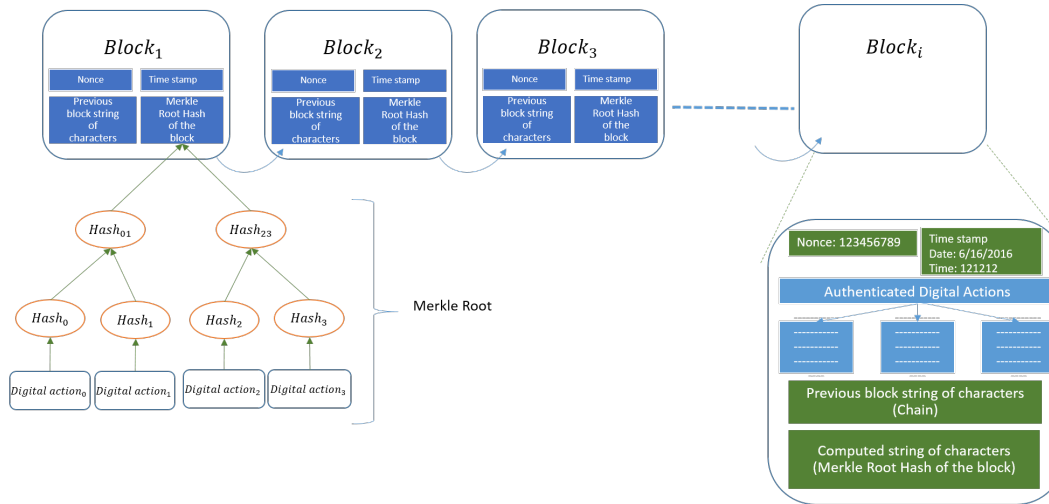 Block₁
Nonce
Time stamp
Previous
block string
of
characters
Merkle
Root Hash
of the
block
Block₂
Nonce
Time stamp
Previous
block string
of
characters
Merkle
Root Hash
of the
block
Block₃
Nonce
Time stamp
Previous
block string
of
characters
Merkle
Root Hash
of the
block
Blockᵢ
Hash₀₁
Hash₂₃
Hash₀
Hash₁
Hash₂
Hash₃
Digital action₀
Digital action₁
Digital action₂
Digital action₃
Merkle Root
Nonce: 123456789
Time stamp
Date: 6/16/2016
Time: 121212
Authenticated Digital Actions
Previous block string of characters
(Chain)
Computed string of characters
(Merkle Root Hash of the block)